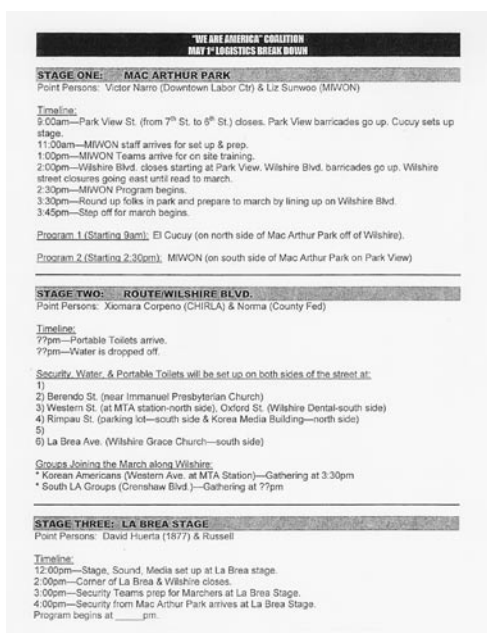 "WE ARE AMERICA" COALITION
MAY 1st LOGISTICS BREAK DOWN
STAGE ONE: MAC ARTHUR PARK
Point Persons: Victor Narro (Downtown Labor Ctr) & Liz Sunwoo (MIWON)
Timeline:
9:00am—Park View St. (from 7th St. to 6th St.) closes. Park View barricades go up. Cucuy sets up
stage.
11:00am—MIWON staff arrives for set up & prep.
1:00pm—MIWON Teams arrive for on site training.
2:00pm—Wilshire Blvd. closes starting at Park View. Wilshire Blvd. barricades go up. Wilshire
street closures going east until read to march.
2:30pm—MIWON Program begins.
3:30pm—Round up folks in park and prepare to march by lining up on Wilshire Blvd.
3:45pm—Step off for march begins.
Program 1 (Starting 9am): El Cucuy (on north side of Mac Arthur Park off of Wilshire).
Program 2 (Starting 2:30pm): MIWON (on south side of Mac Arthur Park on Park View)
STAGE TWO: ROUTE/WILSHIRE BLVD.
Point Persons: Xiomara Corpeno (CHIRLA) & Norma (County Fed)
Timeline:
??pm—Portable Toilets arrive.
??pm—Water is dropped off.
Security, Water, & Portable Toilets will be set up on both sides of the street at:
1)
2) Berendo St. (near Immanuel Presbyterian Church)
3) Western St. (at MTA station-north side), Oxford St. (Wilshire Dental-south side)
4) Rimpau St. (parking lot—south side & Korea Media Building—north side)
5)
6) La Brea Ave. (Wilshire Grace Church—south side)
Groups Joining the March along Wilshire:
* Korean Americans (Western Ave. at MTA Station)—Gathering at 3:30pm
* South LA Groups (Crenshaw Blvd.)—Gathering at ??pm
STAGE THREE: LA BREA STAGE
Point Persons: David Huerta (1877) & Russell
Timeline:
12:00pm—Stage, Sound, Media set up at La Brea stage.
2:00pm—Corner of La Brea & Wilshire closes.
3:00pm—Security Teams prep for Marchers at La Brea Stage.
4:00pm—Security from Mac Arthur Park arrives at La Brea Stage.
Program begins at _____pm.